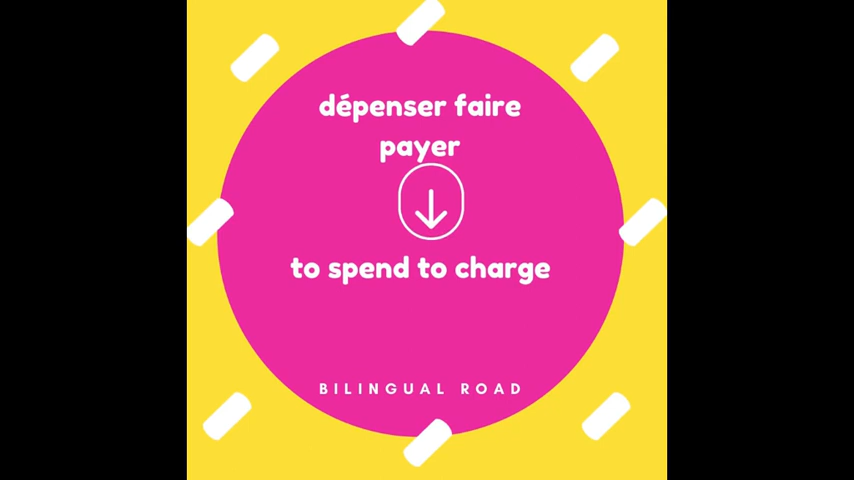 dépenser faire
payer
to spend to charge
BILINGUAL ROAD